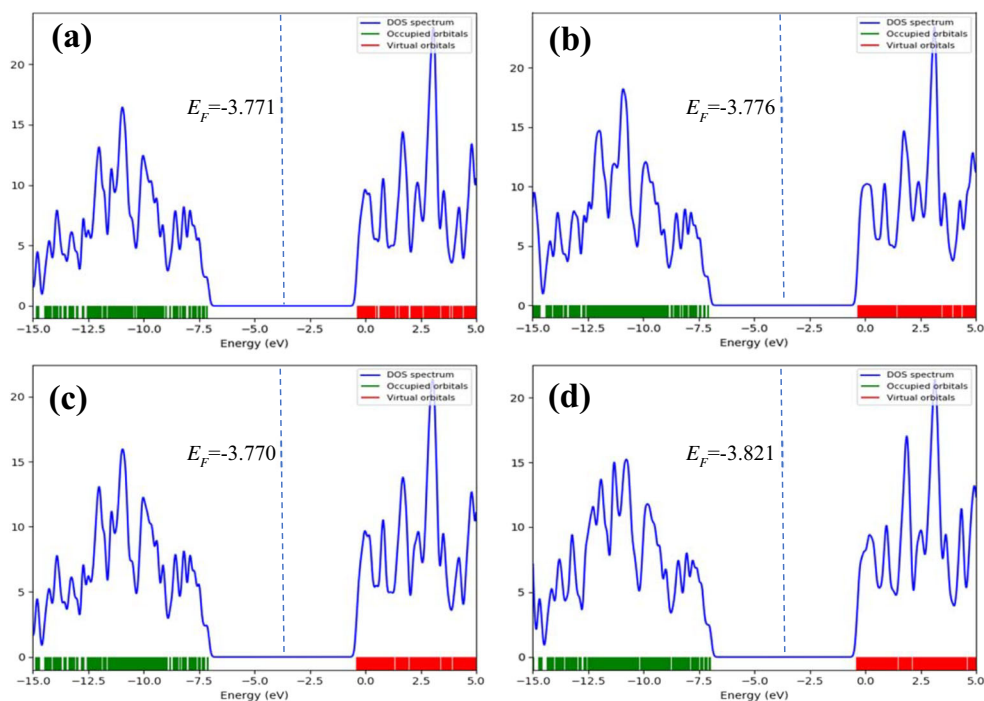 (a)
DOS spectrum
Occupied orbitals
Virtual orbitals
E_F=-3.771
20
15
10
5
0
-15.0 -12.5 -10.0 -7.5 -5.0 -2.5 0.0 2.5 5.0
Energy (eV)
(b)
DOS spectrum
Occupied orbitals
Virtual orbitals
E_F=-3.776
20
15
10
5
0
-15.0 -12.5 -10.0 -7.5 -5.0 -2.5 0.0 2.5 5.0
Energy (eV)
(c)
DOS spectrum
Occupied orbitals
Virtual orbitals
E_F=-3.770
20
15
10
5
0
-15.0 -12.5 -10.0 -7.5 -5.0 -2.5 0.0 2.5 5.0
Energy (eV)
(d)
DOS spectrum
Occupied orbitals
Virtual orbitals
E_F=-3.821
20
15
10
5
0
-15.0 -12.5 -10.0 -7.5 -5.0 -2.5 0.0 2.5 5.0
Energy (eV)